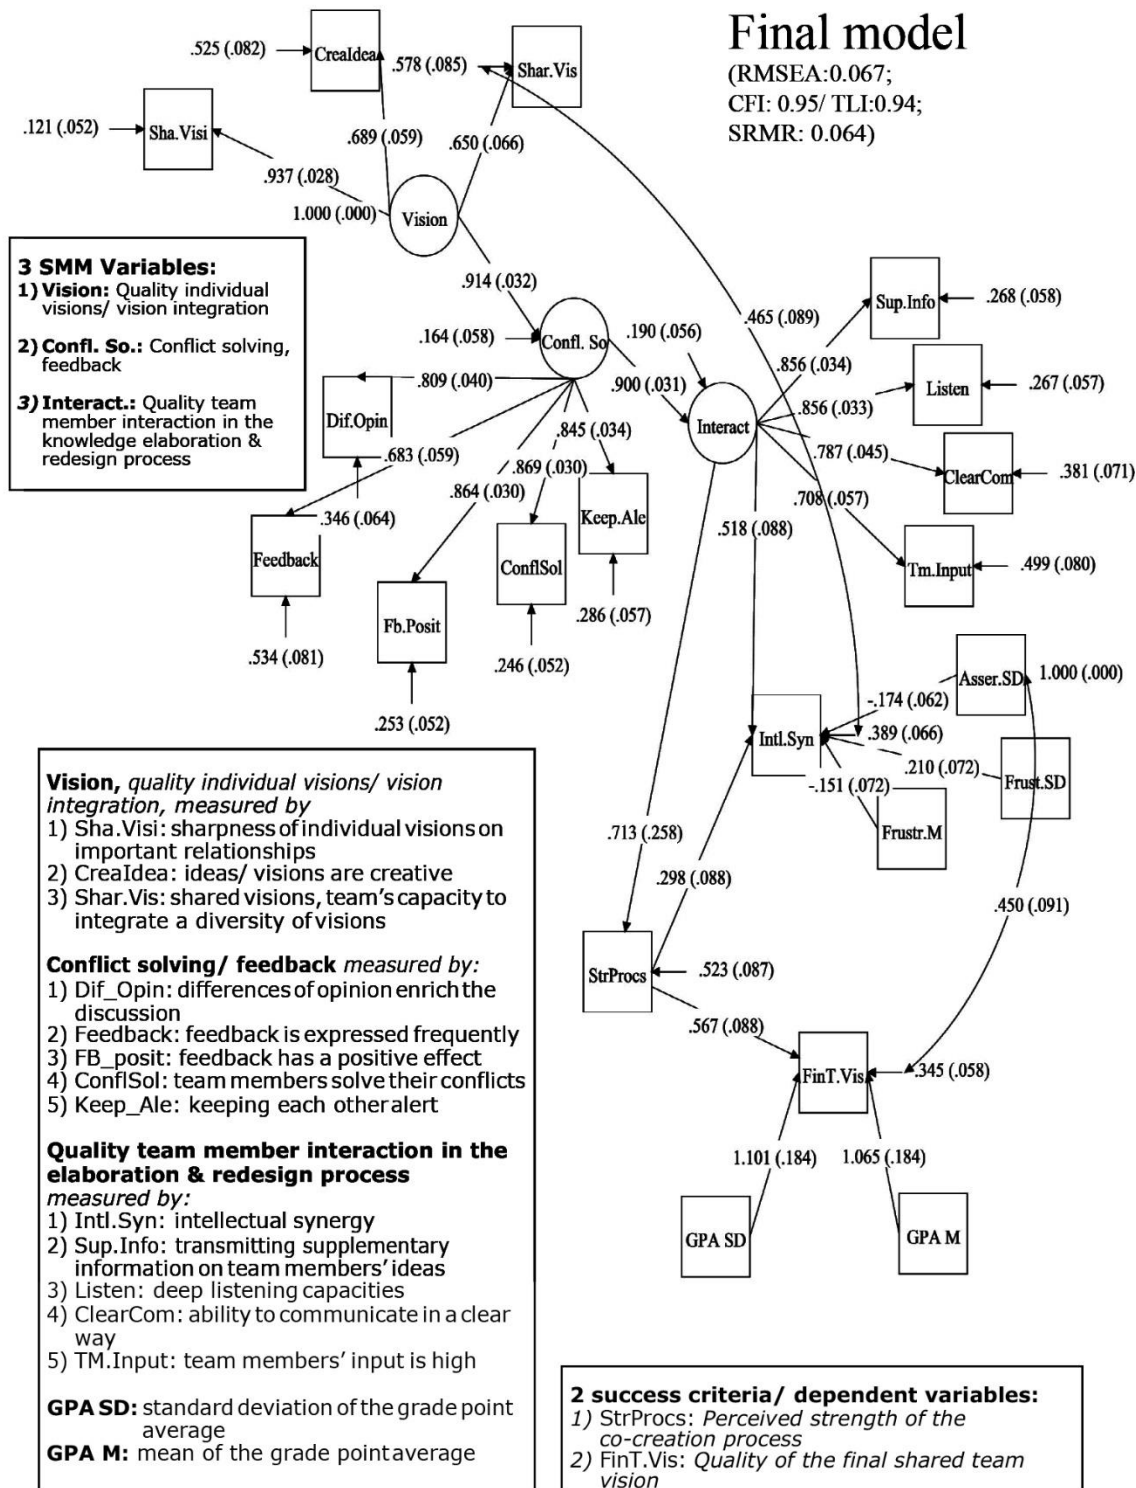 Final model
(RMSEA:0.067;
CFI: 0.95/ TLI:0.94;
SRMR: 0.064)
.525 (.082)
CreaIdea
.578 (.085)
Shar.Vis
.121 (.052)
Sha.Visi
.689 (.059)
.650 (.066)
.937 (.028)
1.000 (.000)
Vision
3 SMM Variables:
1) Vision: Quality individual
visions/ vision integration
2) Confl. So.: Conflict solving,
feedback
3) Interact.: Quality team
member interaction in the
knowledge elaboration &
redesign process
.914 (.032)
.164 (.058)
Confl. So
.190 (.056)
.465 (.089)
Sup.Info
.268 (.058)
.856 (.034)
.900 (.031)
Interact
.856 (.033)
Listen
.267 (.057)
.809 (.040)
Dif.Opin
.845 (.034)
.787 (.045)
ClearCom
.381 (.071)
.683 (.059)
.869 (.030)
.864 (.030)
.708 (.057)
.346 (.064)
Keep.Ale
.518 (.088)
Feedback
ConflSol
Tm.Input
.499 (.080)
Fb.Posit
.286 (.057)
.534 (.081)
.246 (.052)
.253 (.052)
Asser.SD
1.000 (.000)
-.174 (.062)
Intl.Syn
.389 (.066)
.210 (.072)
Frust.SD
-.151 (.072)
Frustr.M
.713 (.258)
.298 (.088)
.450 (.091)
StrProcs
.523 (.087)
.567 (.088)
FinT.Vis
.345 (.058)
1.101 (.184)
1.065 (.184)
GPA SD
GPA M
Vision, quality individual visions/ vision
integration, measured by
1) Sha.Visi: sharpness of individual visions on
important relationships
2) CreaIdea: ideas/ visions are creative
3) Shar.Vis: shared visions, team's capacity to
integrate a diversity of visions
Conflict solving/ feedback measured by:
1) Dif_Opin: differences of opinion enrich the
discussion
2) Feedback: feedback is expressed frequently
3) FB_posit: feedback has a positive effect
4) ConflSol: team members solve their conflicts
5) Keep_Ale: keeping each other alert
Quality team member interaction in the
elaboration & redesign process
measured by:
1) Intl.Syn: intellectual synergy
2) Sup.Info: transmitting supplementary
information on team members' ideas
3) Listen: deep listening capacities
4) ClearCom: ability to communicate in a clear
way
5) TM.Input: team members' input is high
GPA SD: standard deviation of the grade point
average
GPA M: mean of the grade point average
2 success criteria/ dependent variables:
1) StrProcs: Perceived strength of the
co-creation process
2) FinT.Vis: Quality of the final shared team
vision